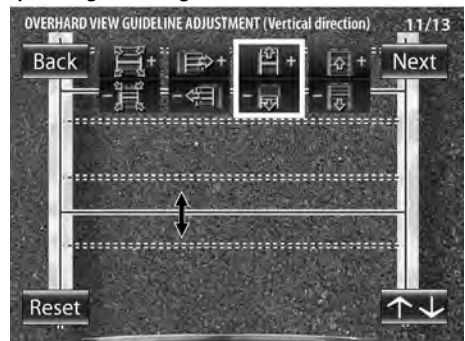 OVERHARD VIEW GUIDELINE ADJUSTMENT (Vertical direction) 11/13
Back + + + + Next
- - - -
Reset ↑↓